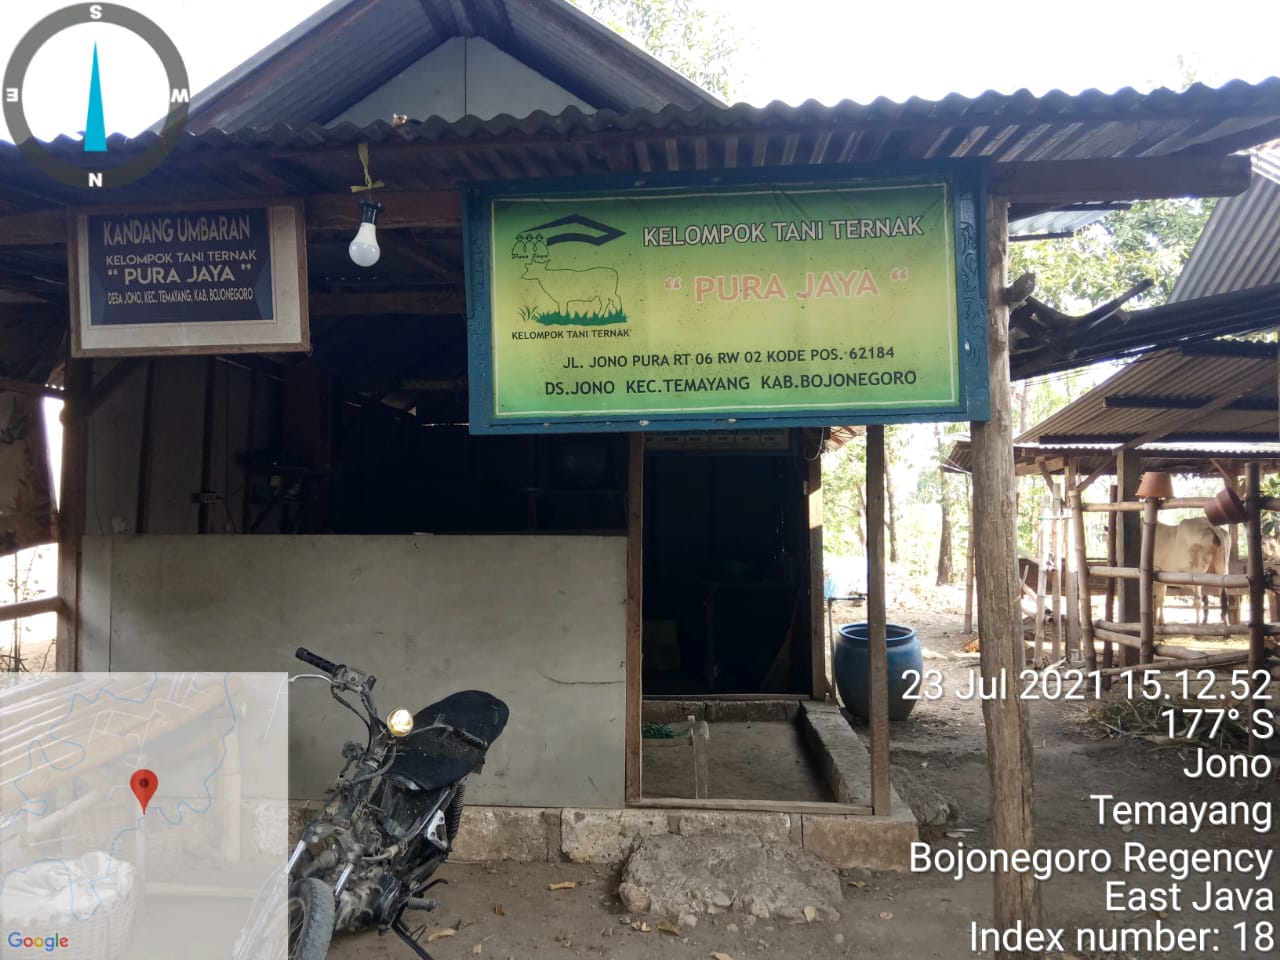 S
E
W
N
KANDANG UMBARAN
KELOMPOK TANI TERNAK
“ PURA JAYA ”
DESA JONO, KEC. TEMAYANG, KAB. BOJONEGORO
Pura Jaya
KELOMPOK TANI TERNAK
KELOMPOK TANI TERNAK
“ PURA JAYA “
JL. JONO PURA RT 06 RW 02 KODE POS. 62184
DS.JONO KEC.TEMAYANG KAB.BOJONEGORO
23 Jul 2021 15.12.52
177° S
Jono
Temayang
Bojonegoro Regency
East Java
Index number: 18
Google